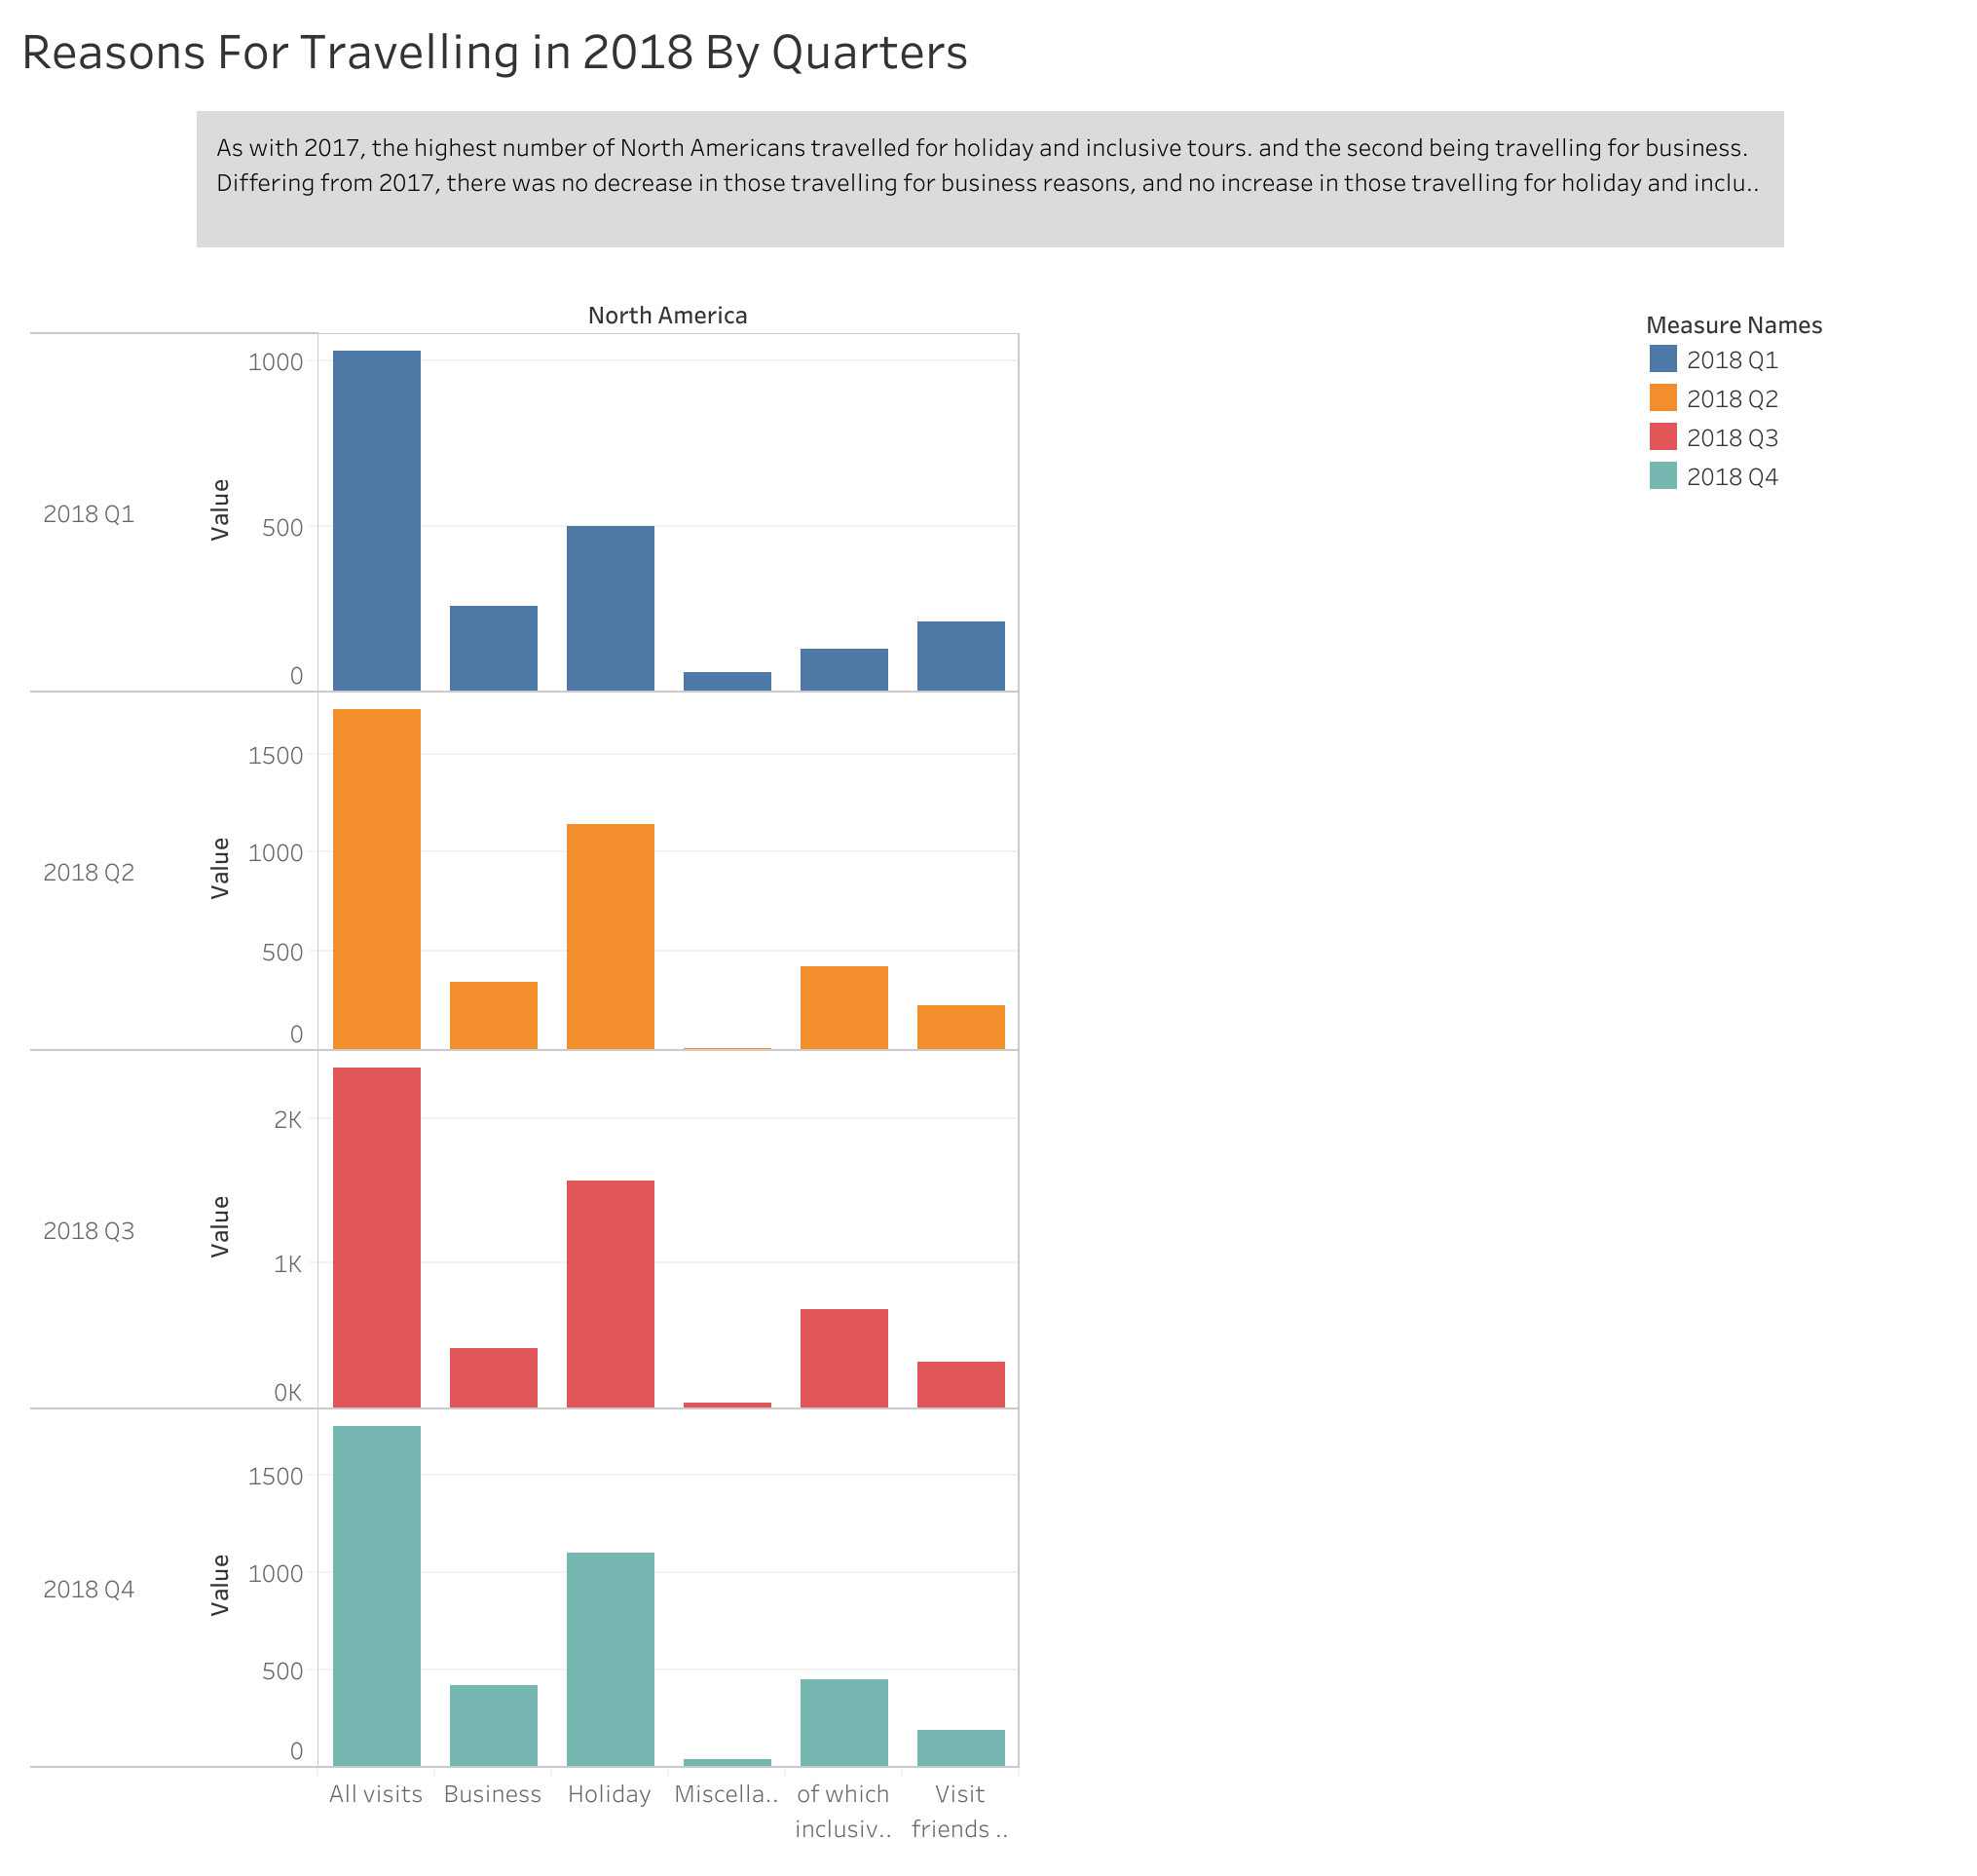 Reasons For Travelling in 2018 By Quarters
As with 2017, the highest number of North Americans travelled for holiday and inclusive tours. and the second being travelling for business.
Differing from 2017, there was no decrease in those travelling for business reasons, and no increase in those travelling for holiday and inclu..
North America
Measure Names
2018 Q1
2018 Q2
2018 Q3
2018 Q4
2018 Q1
Value
1000
500
0
2018 Q2
Value
1500
1000
500
0
2018 Q3
Value
2K
1K
0K
2018 Q4
Value
1500
1000
500
0
All visits Business Holiday Miscella.. of which Visit
inclusiv.. friends ..